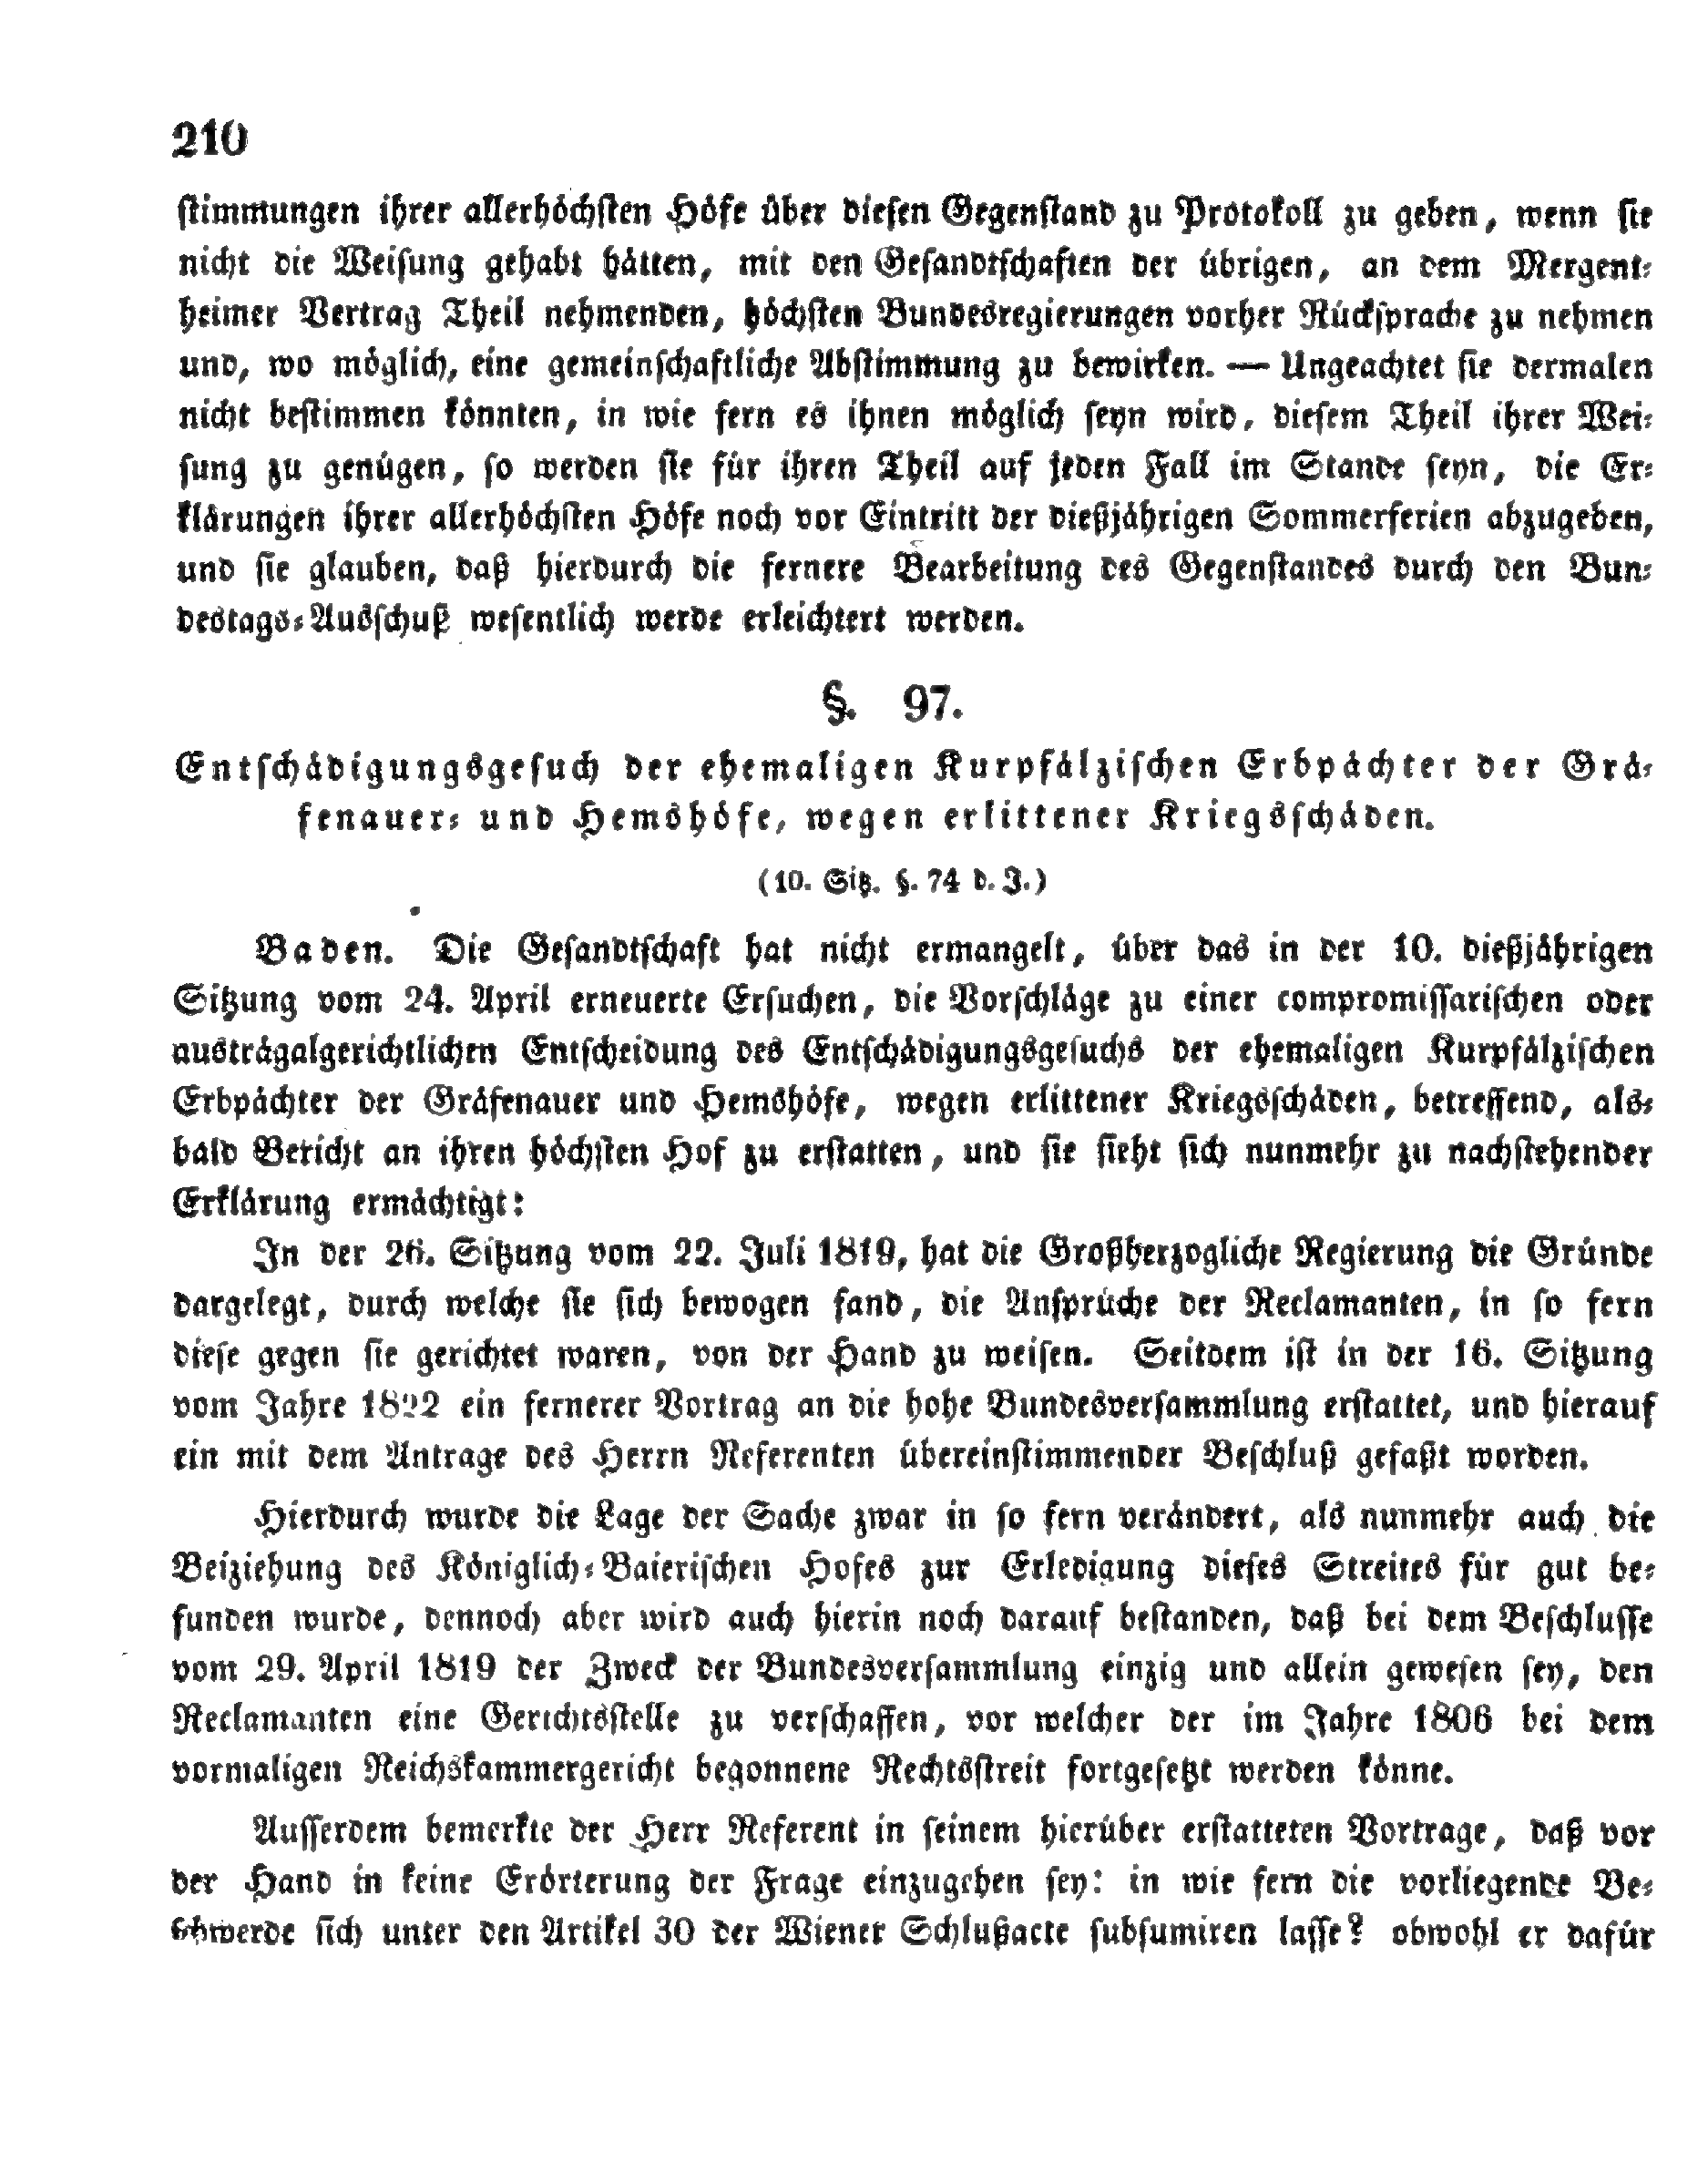 210
stimmungen ihrer allerhöchsten Höfe über diesen Gegenstand zu Protokoll zu geben, wenn sie
nicht die Weisung gehabt hätten, mit den Gesandtschaften der übrigen, an dem Mergent-
heimer Vertrag Theil nehmenden, höchsten Bundesregierungen vorher Rücksprache zu nehmen
und, wo möglich, eine gemeinschaftliche Abstimmung zu bewirken. — Ungeachtet sie dermalen
nicht bestimmen könnten, in wie fern es ihnen möglich seyn wird, diesem Theil ihrer Wei-
sung zu genügen, so werden sie für ihren Theil auf jeden Fall im Stande seyn, die Er-
klärungen ihrer allerhöchsten Höfe noch vor Eintritt der dießjährigen Sommerferien abzugeben,
und sie glauben, daß hierdurch die fernere Bearbeitung des Gegenstandes durch den Bun-
destags-Ausschuß wesentlich werde erleichtert werden.
§. 97.
Entschädigungsgesuch der ehemaligen Kurpfälzischen Erbpächter der Grä-
fenauer- und Hemshöfe, wegen erlittener Kriegsschäden.
(10. Sitz. §. 74 d. J.)
Baden. Die Gesandtschaft hat nicht ermangelt, über das in der 10. dießjährigen
Sitzung vom 24. April erneuerte Ersuchen, die Vorschläge zu einer compromissarischen oder
austrägalgerichtlichen Entscheidung des Entschädigungsgesuchs der ehemaligen Kurpfälzischen
Erbpächter der Gräfenauer und Hemshöfe, wegen erlittener Kriegsschäden, betreffend, als-
bald Bericht an ihren höchsten Hof zu erstatten, und sie sieht sich nunmehr zu nachstehender
Erklärung ermächtigt:
In der 26. Sitzung vom 22. Juli 1819, hat die Großherzogliche Regierung die Gründe
dargelegt, durch welche sie sich bewogen fand, die Ansprüche der Reclamanten, in so fern
diese gegen sie gerichtet waren, von der Hand zu weisen. Seitdem ist in der 16. Sitzung
vom Jahre 1822 ein fernerer Vortrag an die hohe Bundesversammlung erstattet, und hierauf
ein mit dem Antrage des Herrn Referenten übereinstimmender Beschluß gefaßt worden.
Hierdurch wurde die Lage der Sache zwar in so fern verändert, als nunmehr auch die
Beiziehung des Königlich-Baierischen Hofes zur Erledigung dieses Streites für gut be-
funden wurde, dennoch aber wird auch hierin noch darauf bestanden, daß bei dem Beschlusse
vom 29. April 1819 der Zweck der Bundesversammlung einzig und allein gewesen sey, den
Reclamanten eine Gerichtsstelle zu verschaffen, vor welcher der im Jahre 1806 bei dem
vormaligen Reichskammergericht begonnene Rechtsstreit fortgesetzt werden könne.
Ausserdem bemerkte der Herr Referent in seinem hierüber erstatteten Vortrage, daß vor
der Hand in keine Erörterung der Frage einzugehen sey: in wie fern die vorliegende Be-
schwerde sich unter den Artikel 30 der Wiener Schlußacte subsumiren lasse? obwohl er dafür